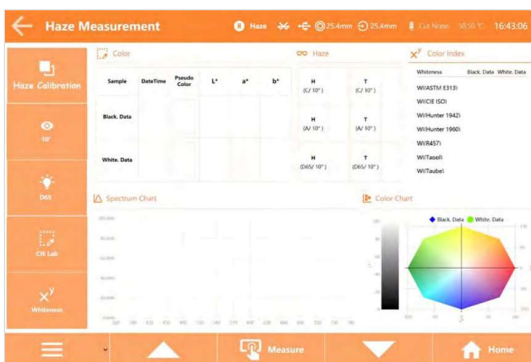 Haze Measurement
Haze
25.4mm
25.4mm
16:43:06
Haze Calibration
10°
D65
CIE Lab
Whiteness
Color
Sample
DateTime
Pseudo Color
L*
a*
b*
Black. Data
White. Data
Haze
H
(C/ 10°)
T
(C/ 10°)
H
(A/ 10°)
T
(A/ 10°)
H
(D65/ 10°)
T
(D65/ 10°)
Color Index
Whiteness
Black. Data
White. Data
WI(ASTM E313)
WI(CIE ISO)
WI(Hunter 1942)
WI(Hunter 1960)
WI(R457)
WI(Taube)
Spectrum Chart
Color Chart
Black. Data
White. Data
Measure
Home